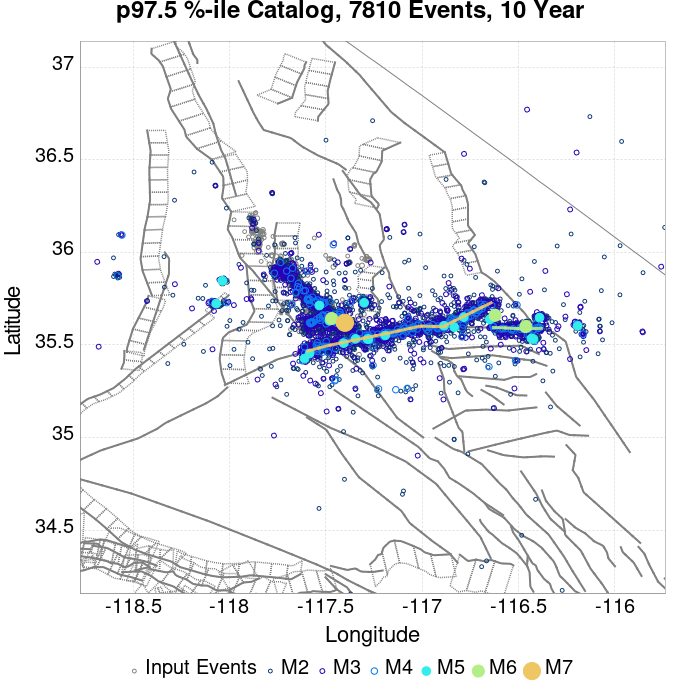 p97.5 %-ile Catalog, 7810 Events, 10 Year
37
36.5
36
35.5
35
34.5
Latitude
-118.5 -118 -117.5 -117 -116.5 -116
Longitude
Input Events M2 M3 M4 M5 M6 M7